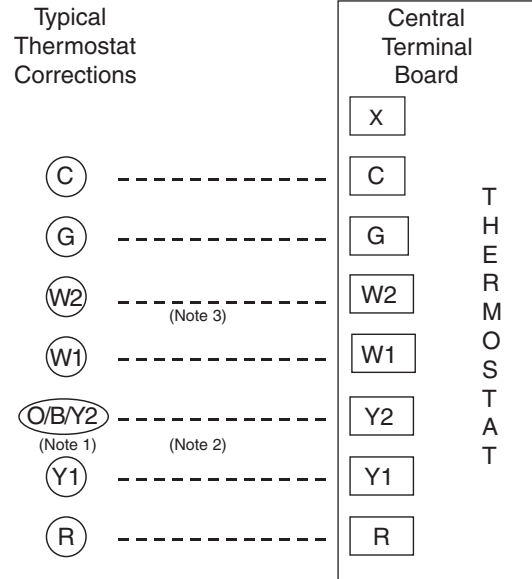 Typical
Thermostat
Corrections
Central
Terminal
Board
X
C
C
G
G
W2
W2
(Note 3)
W1
W1
O/B/Y2
Y2
(Note 1)
(Note 2)
Y1
Y1
R
R
THERMOSTAT